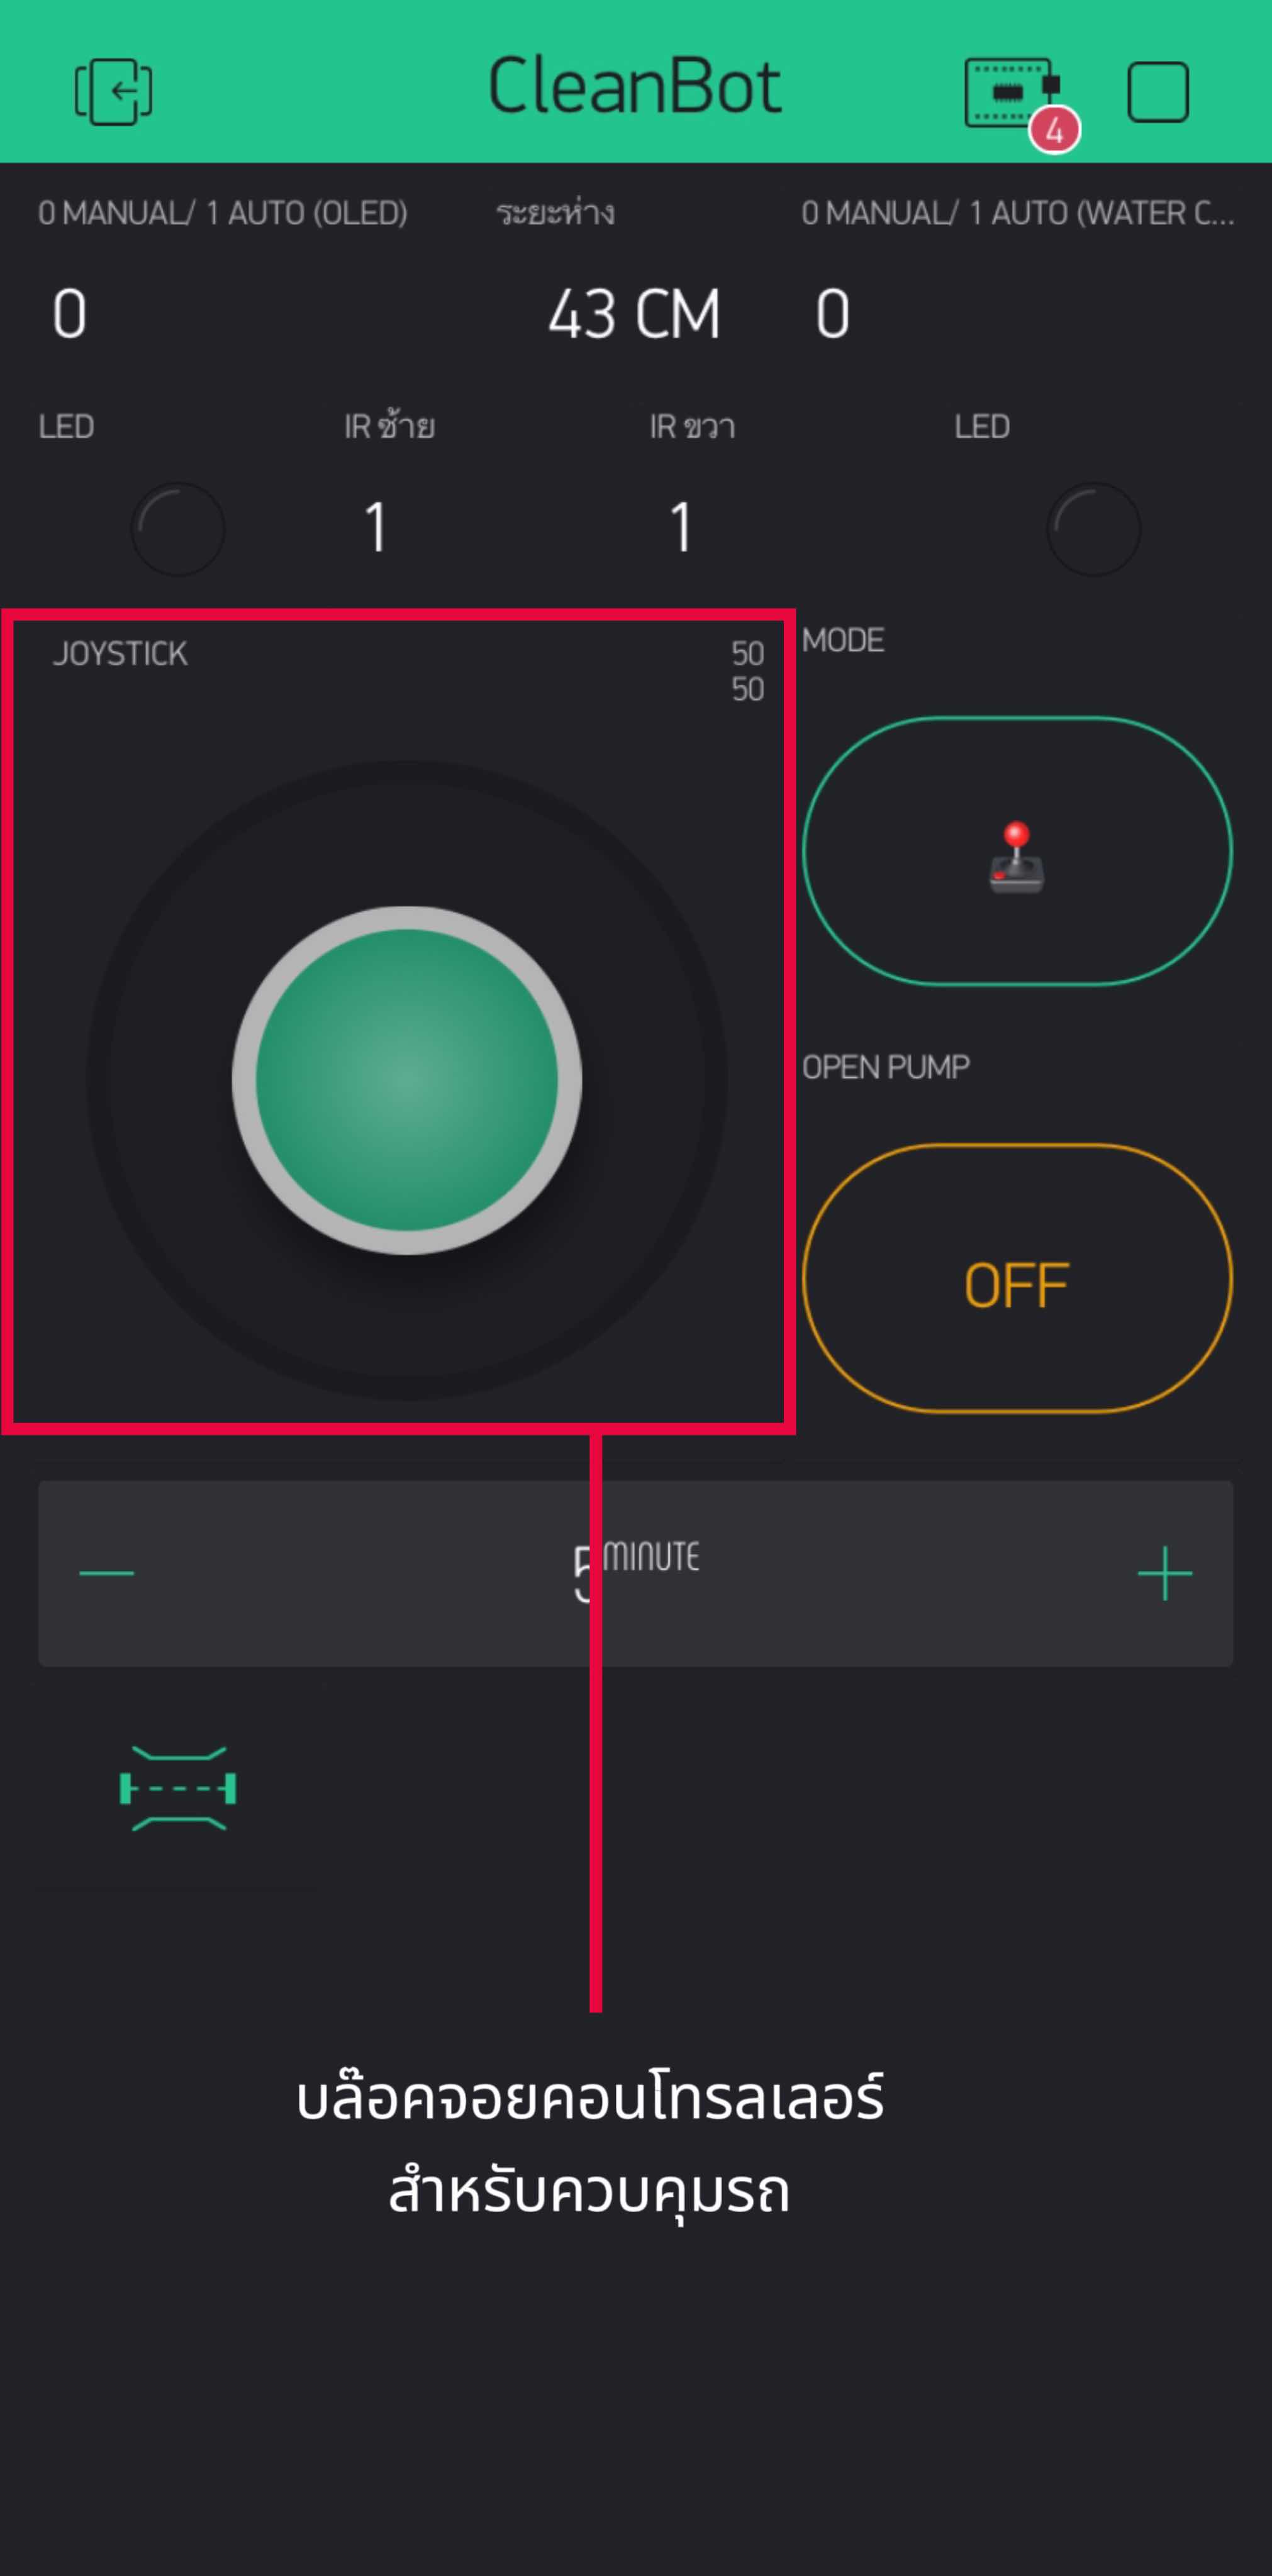 CleanBot
4
0 MANUAL/ 1 AUTO (OLED)
ระยะห่าง
0 MANUAL/ 1 AUTO (WATER C...
0
43 CM
0
LED
IR ซ้าย
IR ขวา
LED
1
1
JOYSTICK
50
50
MODE
OPEN PUMP
OFF
5 MINUTE
บล๊อคจอยคอนโทรลเลอร์
สำหรับควบคุมรถ